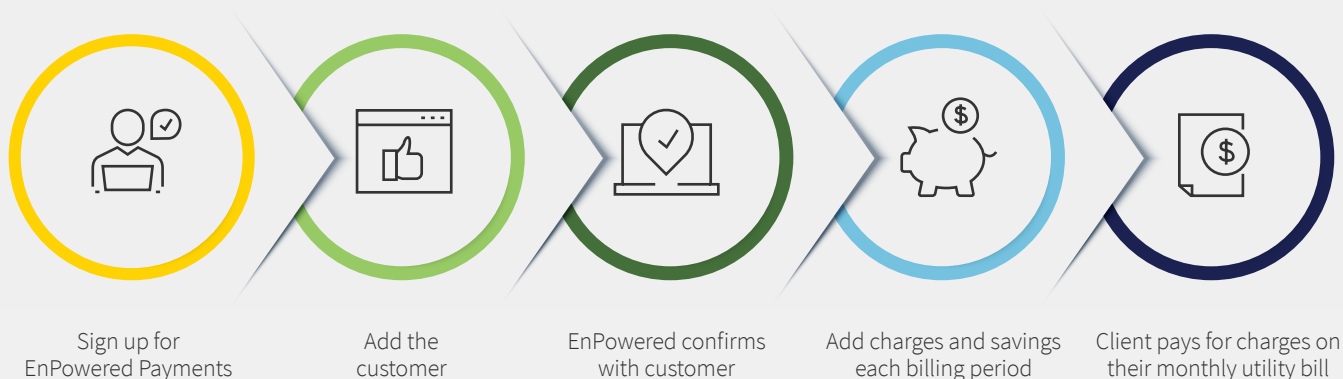 Sign up for
EnPowered Payments
Add the
customer
EnPowered confirms
with customer
Add charges and savings
each billing period
Client pays for charges on
their monthly utility bill
$
$